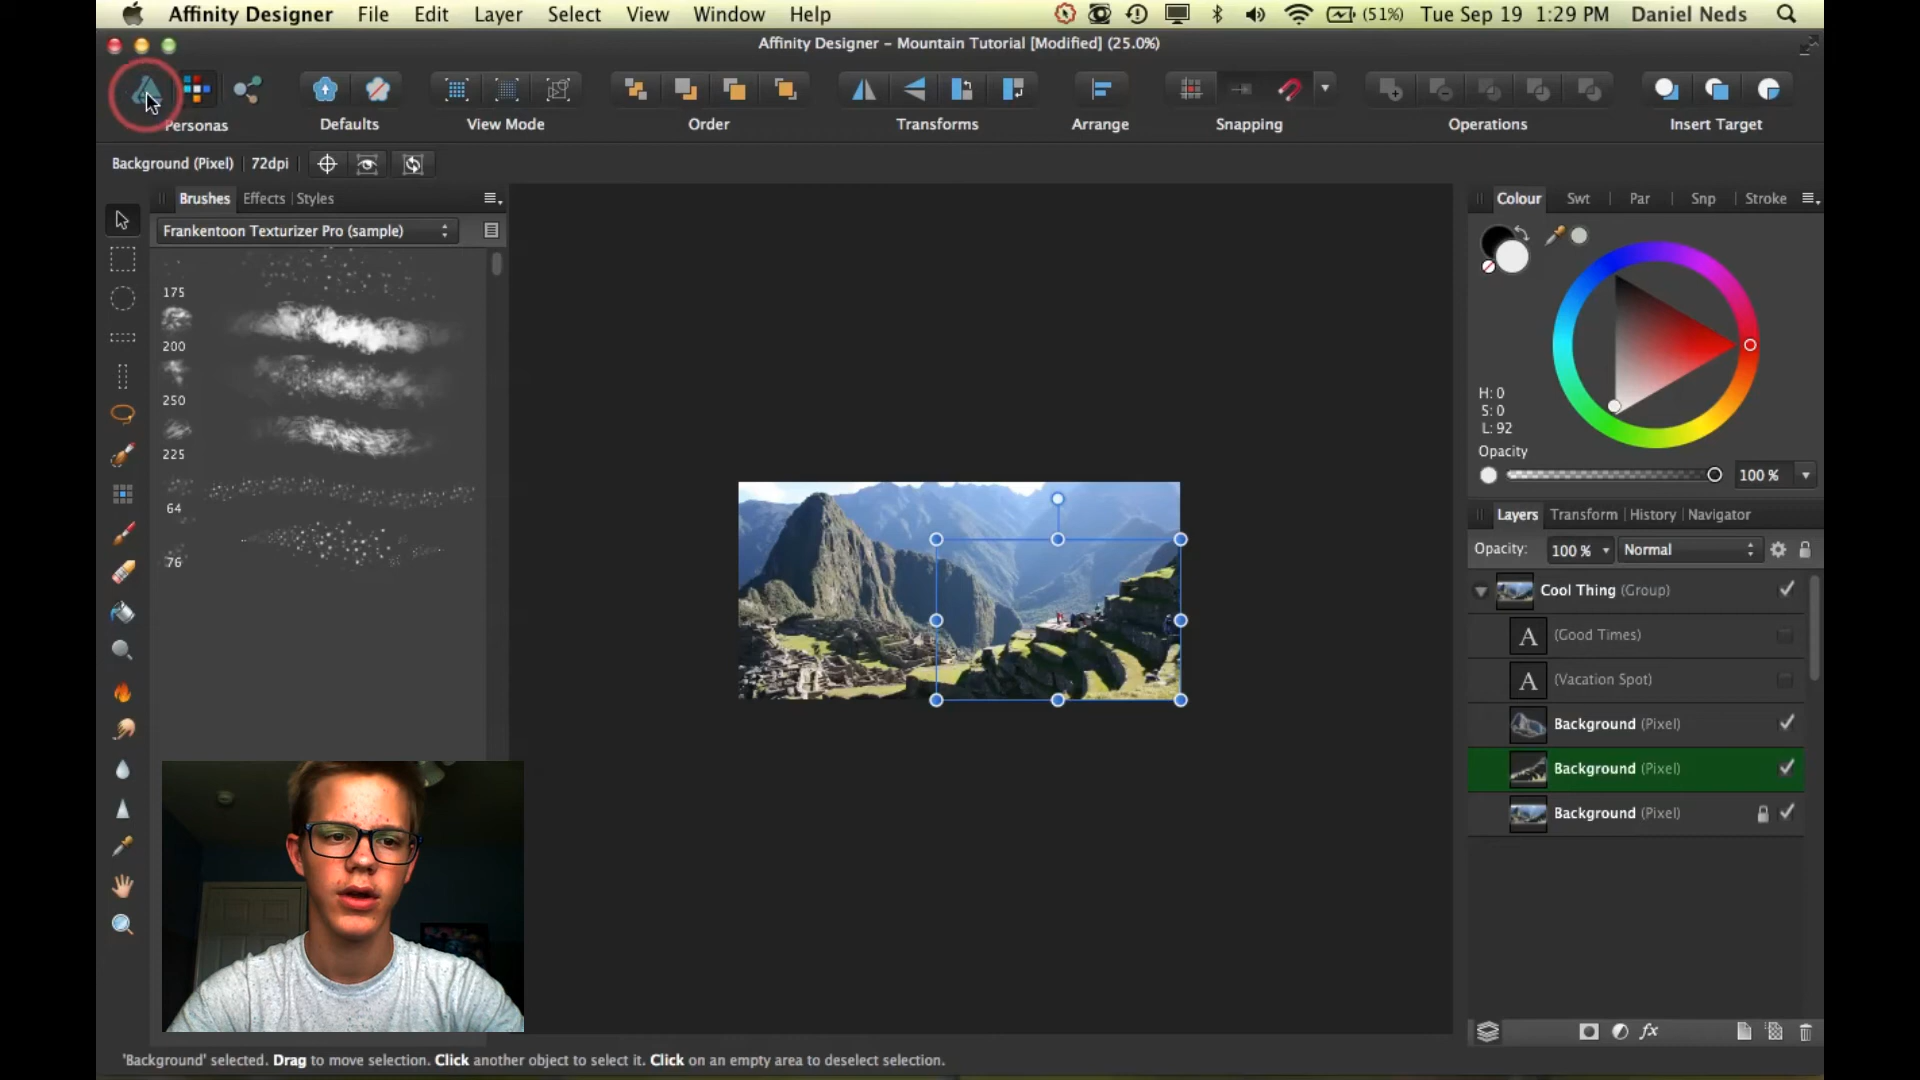 Affinity Designer File Edit Layer Select View Window Help (51%) Tue Sep 19 1:29 PM Daniel Neds
Affinity Designer – Mountain Tutorial [Modified] (25.0%)
Personas Defaults View Mode Order Transforms Arrange Snapping Operations Insert Target
Background (Pixel) 72dpi
Brushes Effects Styles
Frankentoon Texturizer Pro (sample)
175
200
250
225
64
76
Colour Swt Par Snp Stroke
H: 0
S: 0
L: 92
Opacity
100 %
Layers Transform History Navigator
Opacity: 100 % Normal
Cool Thing (Group)
A (Good Times)
A (Vacation Spot)
Background (Pixel)
Background (Pixel)
Background (Pixel)
fx
'Background' selected. Drag to move selection. Click another object to select it. Click on an empty area to deselect selection.